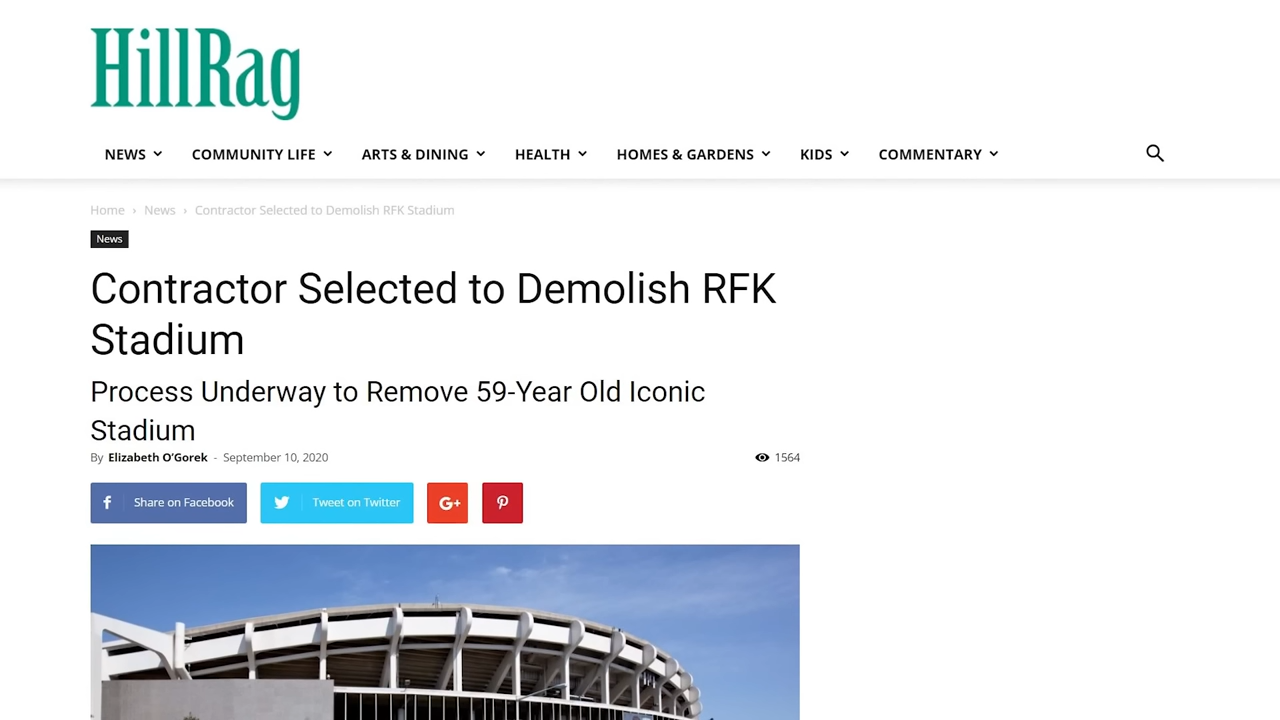 HillRag
NEWS COMMUNITY LIFE ARTS & DINING HEALTH HOMES & GARDENS KIDS COMMENTARY
Home › News › Contractor Selected to Demolish RFK Stadium
News
Contractor Selected to Demolish RFK
Stadium
Process Underway to Remove 59-Year Old Iconic
Stadium
By Elizabeth O’Gorek - September 10, 2020 1564
Share on Facebook Tweet on Twitter G+